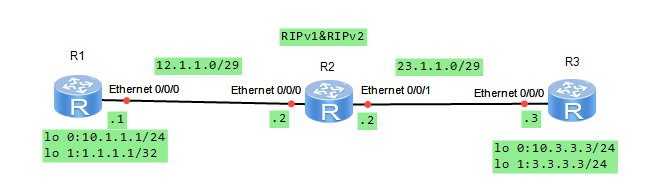 RIPv1&RIPv2
R1
R2
R3
12.1.1.0/29
23.1.1.0/29
Ethernet 0/0/0
Ethernet 0/0/0
Ethernet 0/0/1
Ethernet 0/0/0
R
R
R
.1
.2
.2
.3
lo 0:10.1.1.1/24
lo 1:1.1.1.1/32
lo 0:10.3.3.3/24
lo 1:3.3.3.3/24